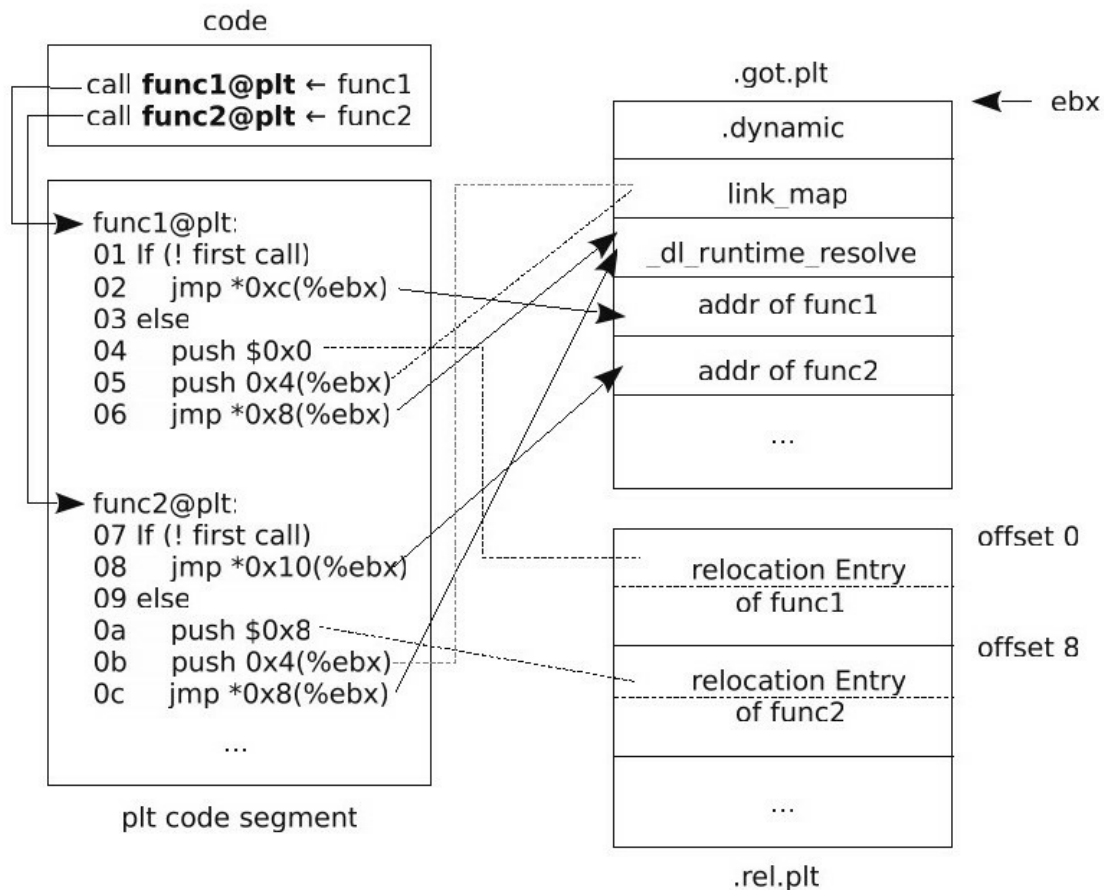 code
call func1@plt ← func1
call func2@plt ← func2
func1@plt:
01 If (! first call)
02 jmp *0xc(%ebx)
03 else
04 push $0x0
05 push 0x4(%ebx)
06 jmp *0x8(%ebx)
func2@plt:
07 If (! first call)
08 jmp *0x10(%ebx)
09 else
0a push $0x8
0b push 0x4(%ebx)
0c jmp *0x8(%ebx)
...
plt code segment
.got.plt
ebx
.dynamic
link_map
_dl_runtime_resolve
addr of func1
addr of func2
...
offset 0
relocation Entry
of func1
offset 8
relocation Entry
of func2
...
.rel.plt